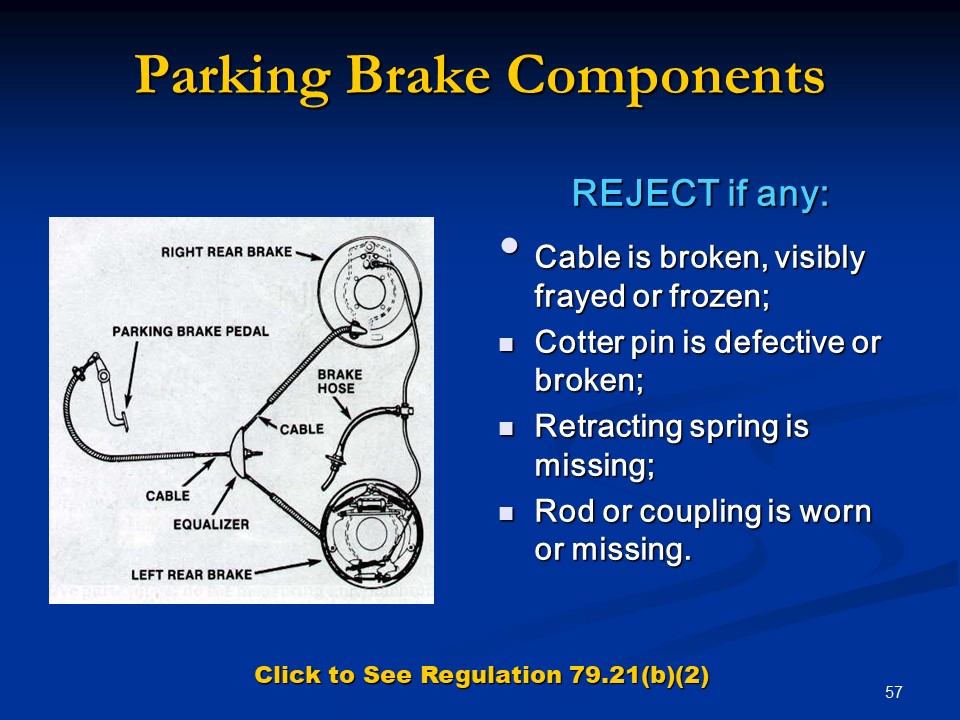 Parking Brake Components
REJECT if any:
• Cable is broken, visibly
frayed or frozen;
■ Cotter pin is defective or
broken;
■ Retracting spring is
missing;
■ Rod or coupling is worn
or missing.
RIGHT REAR BRAKE
PARKING BRAKE PEDAL
BRAKE
HOSE
CABLE
CABLE
EQUALIZER
LEFT REAR BRAKE
Click to See Regulation 79.21(b)(2)
57